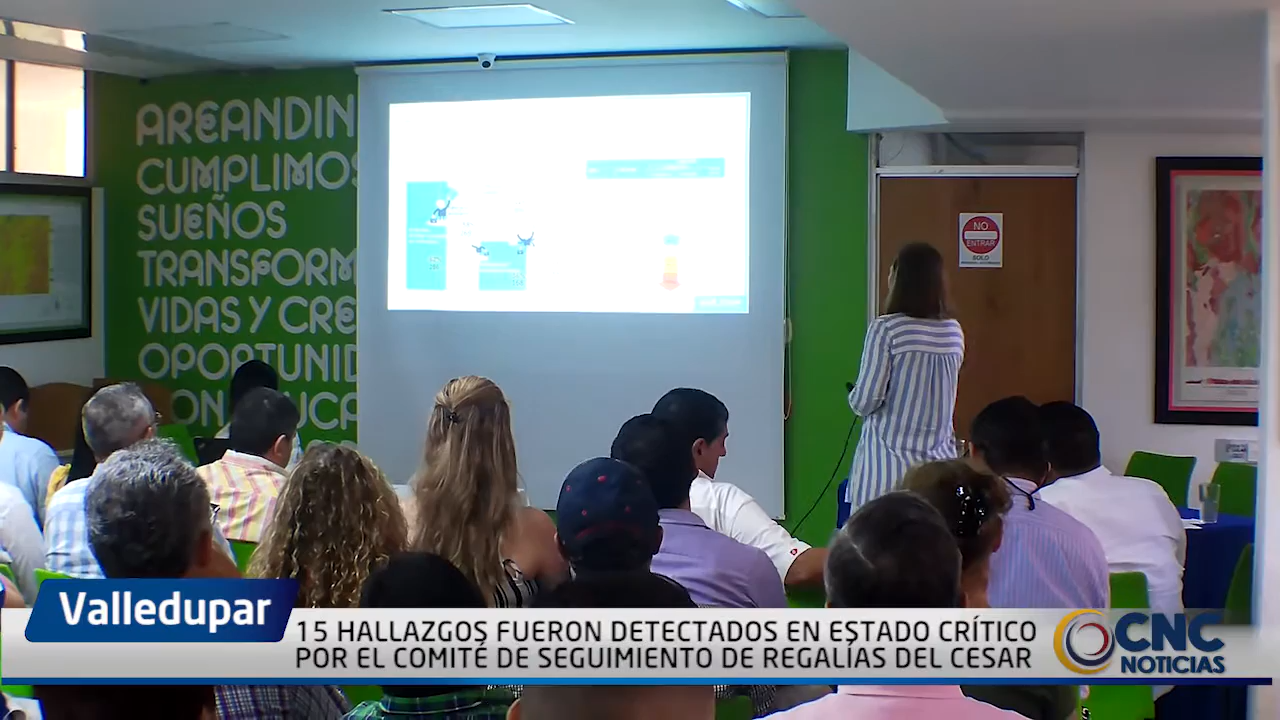 AREANDIN
CUMPLIMOS
SUEÑOS
TRANSFORM
VIDAS Y CRE
OPORTUNID
NO
ENTRAR
SOLO
Valledupar
15 HALLAZGOS FUERON DETECTADOS EN ESTADO CRÍTICO
POR EL COMITÉ DE SEGUIMIENTO DE REGALÍAS DEL CESAR
CNC
NOTICIAS